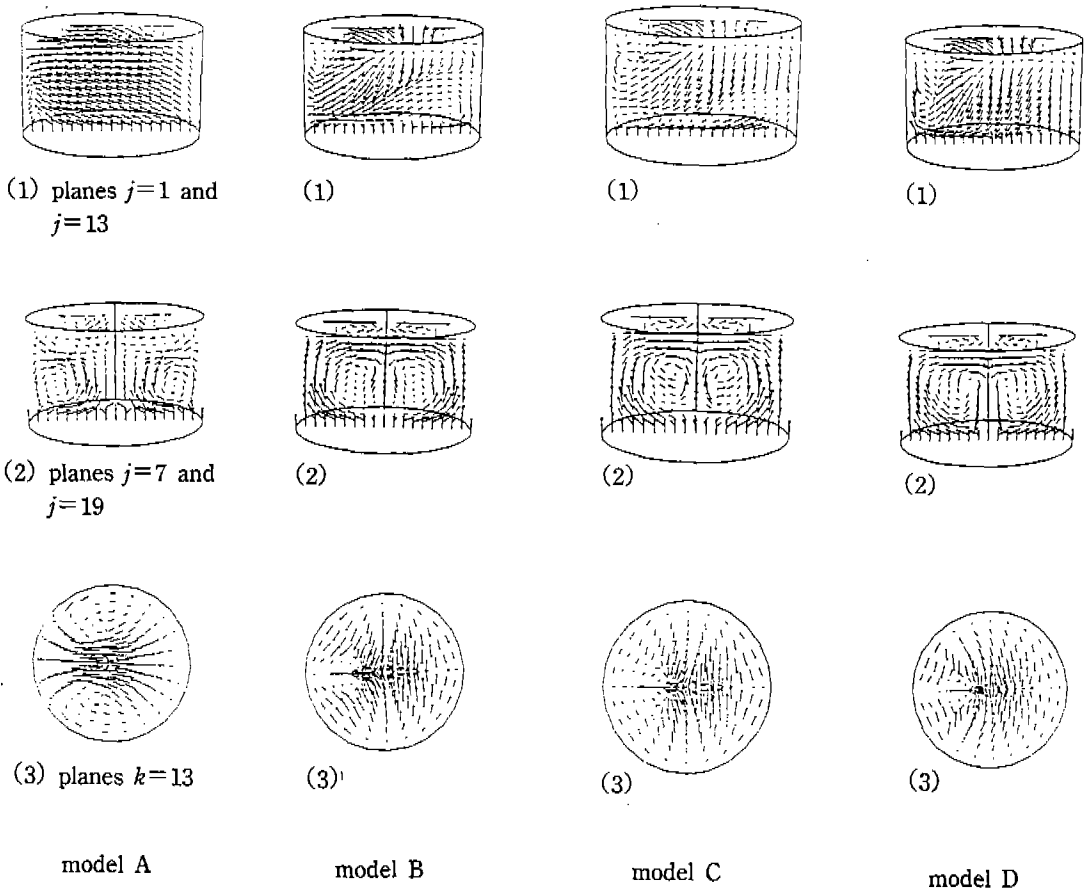 (1) planes j=1 and
j=13
(1)
(1)
(1)
(2) planes j=7 and
j=19
(2)
(2)
(2)
(3) planes k=13
(3)
(3)
(3)
model A
model B
model C
model D